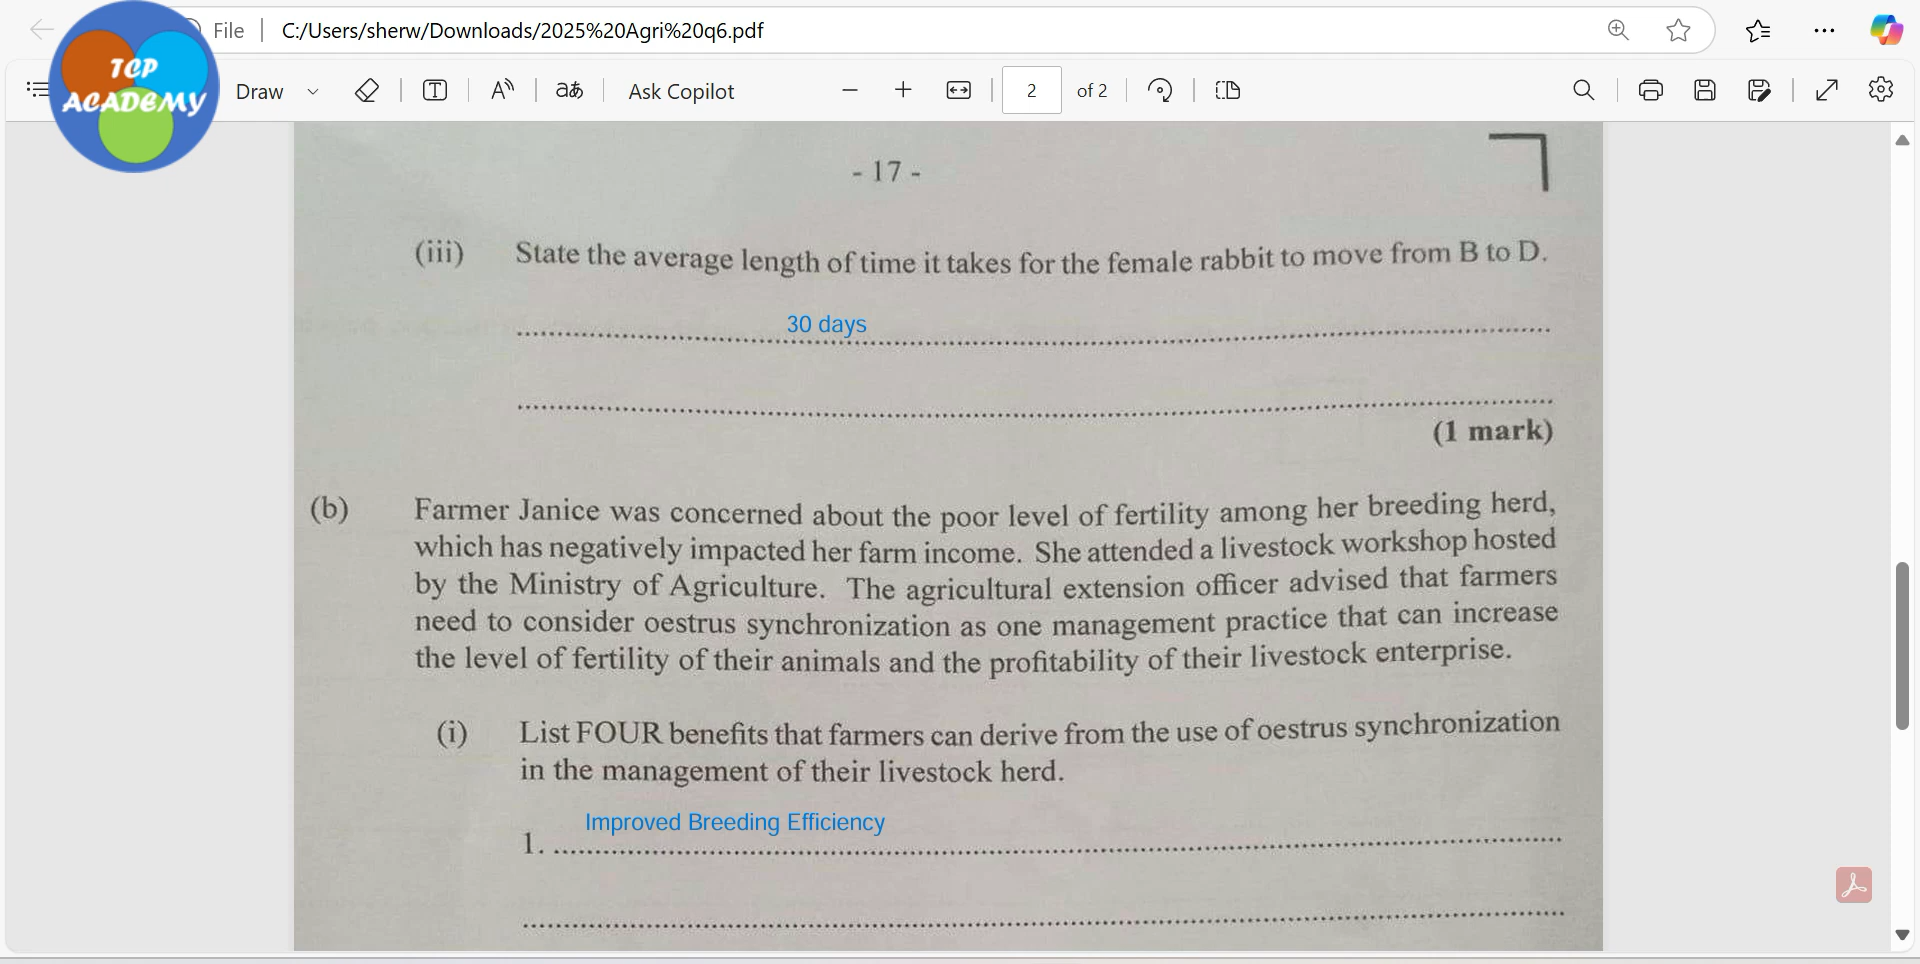 File
C:/Users/sherw/Downloads/2025%20Agri%20q6.pdf
TCP
ACADEMY
Draw
T
A
aあ
Ask Copilot
2
of 2
- 17 -
(iii) State the average length of time it takes for the female rabbit to move from B to D.
30 days
(1 mark)
(b) Farmer Janice was concerned about the poor level of fertility among her breeding herd,
which has negatively impacted her farm income. She attended a livestock workshop hosted
by the Ministry of Agriculture. The agricultural extension officer advised that farmers
need to consider oestrus synchronization as one management practice that can increase
the level of fertility of their animals and the profitability of their livestock enterprise.
(i) List FOUR benefits that farmers can derive from the use of oestrus synchronization
in the management of their livestock herd.
Improved Breeding Efficiency
1.